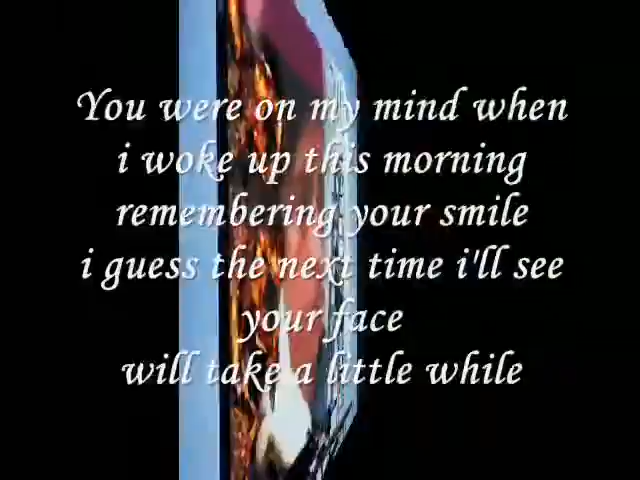 You were on my mind when
i woke up this morning
remembering your smile
i guess the next time i'll see
your face
will take a little while